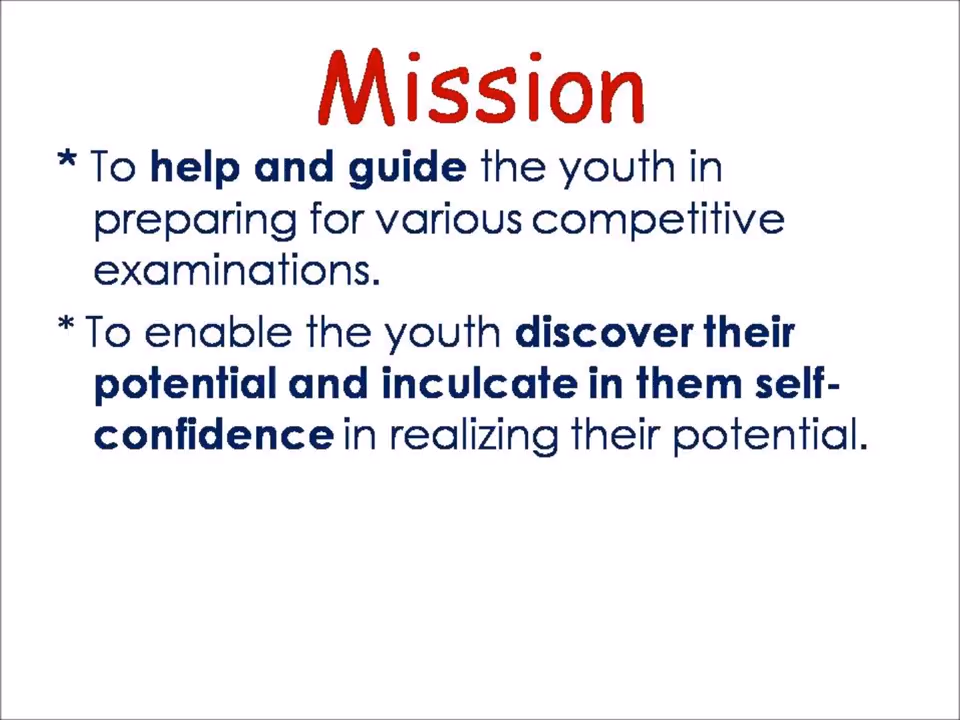 Mission
* To help and guide the youth in
preparing for various competitive
examinations.
* To enable the youth discover their
potential and inculcate in them self-
confidence in realizing their potential.